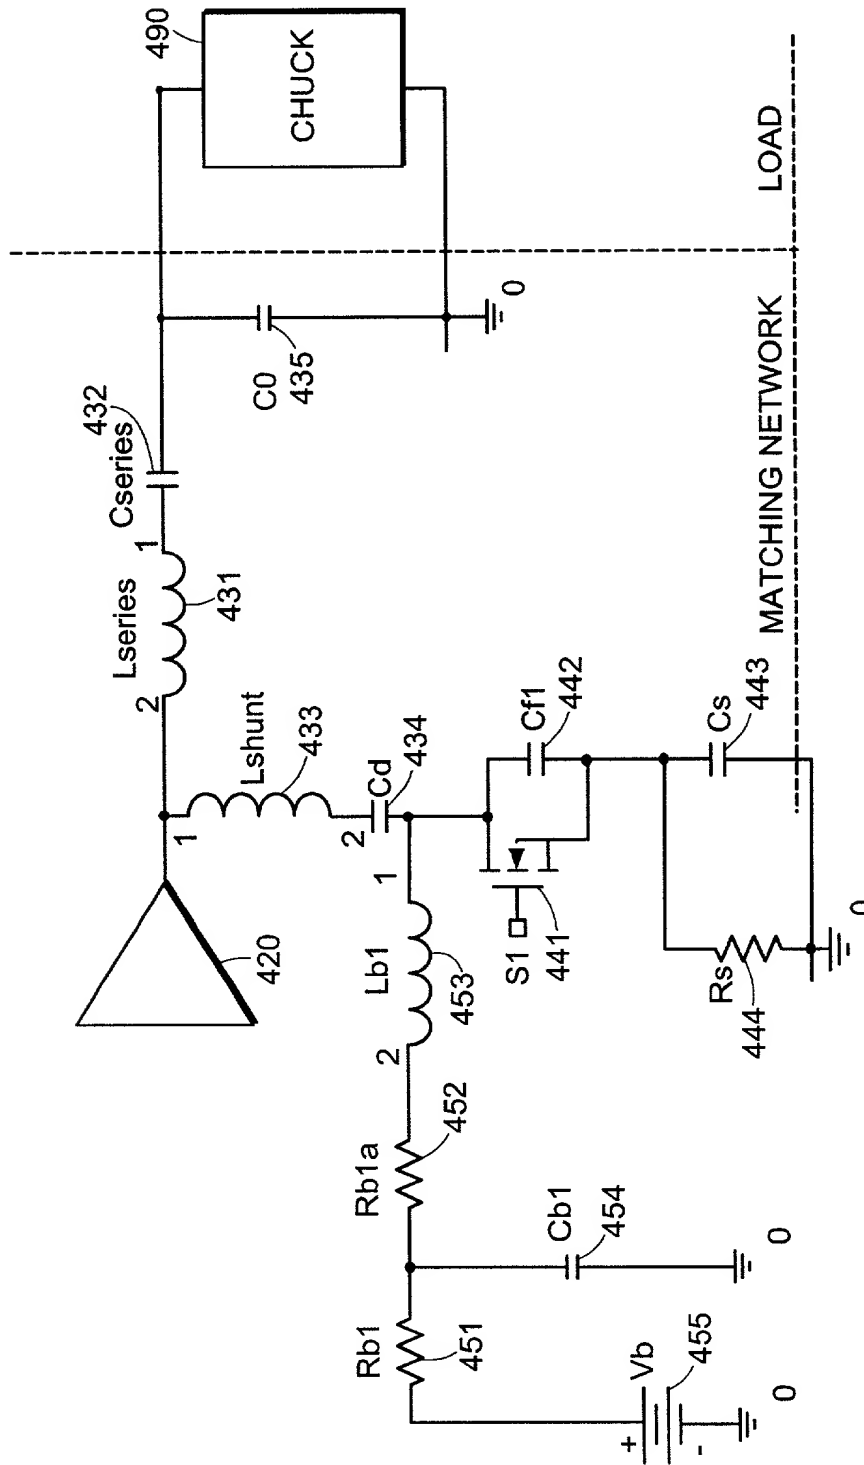 490
CHUCK
LOAD
432
Cseries
1
Lseries
431
2
C0
435
0
MATCHING NETWORK
420
1
Lshunt
433
2
Cd
434
1
Lb1
453
2
Cf1
442
S1
441
Cs
443
Rs
444
0
Rb1a
452
Cb1
454
0
Rb1
451
Vb
455
+
-
0